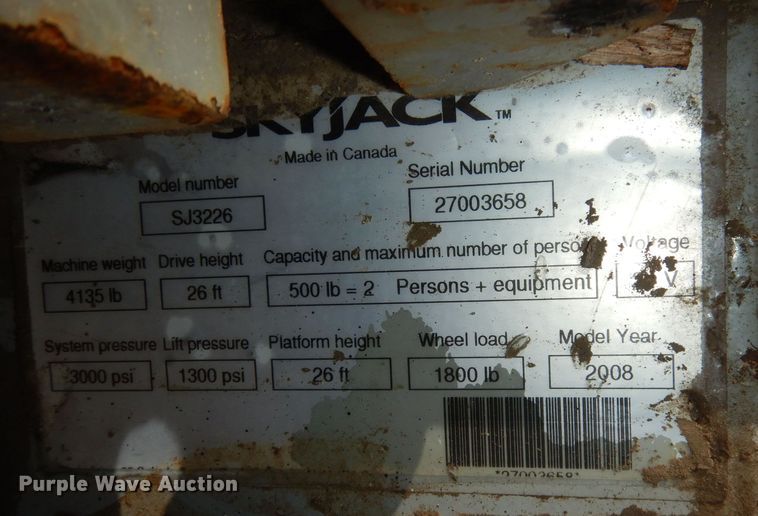 SKYJACK™
Made in Canada
Model number
SJ3226
Serial Number
27003658
Machine weight
4135 lb
Drive height
26 ft
Capacity and maximum number of persons
500 lb = 2 Persons + equipment
Voltage
V
System pressure
3000 psi
Lift pressure
1300 psi
Platform height
26 ft
Wheel load
1800 lb
Model Year
2008
*27003658*
Purple Wave Auction